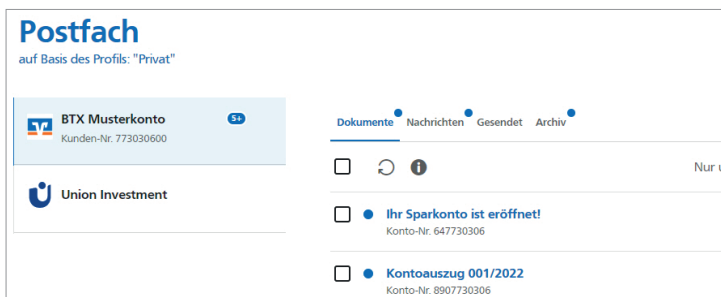 Postfach
auf Basis des Profils: "Privat"
BTX Musterkonto
5+
Kunden-Nr. 773030600
Union Investment
Dokumente Nachrichten Gesendet Archiv
Nur
Ihr Sparkonto ist eröffnet!
Konto-Nr. 647730306
Kontoauszug 001/2022
Konto-Nr. 8907730306